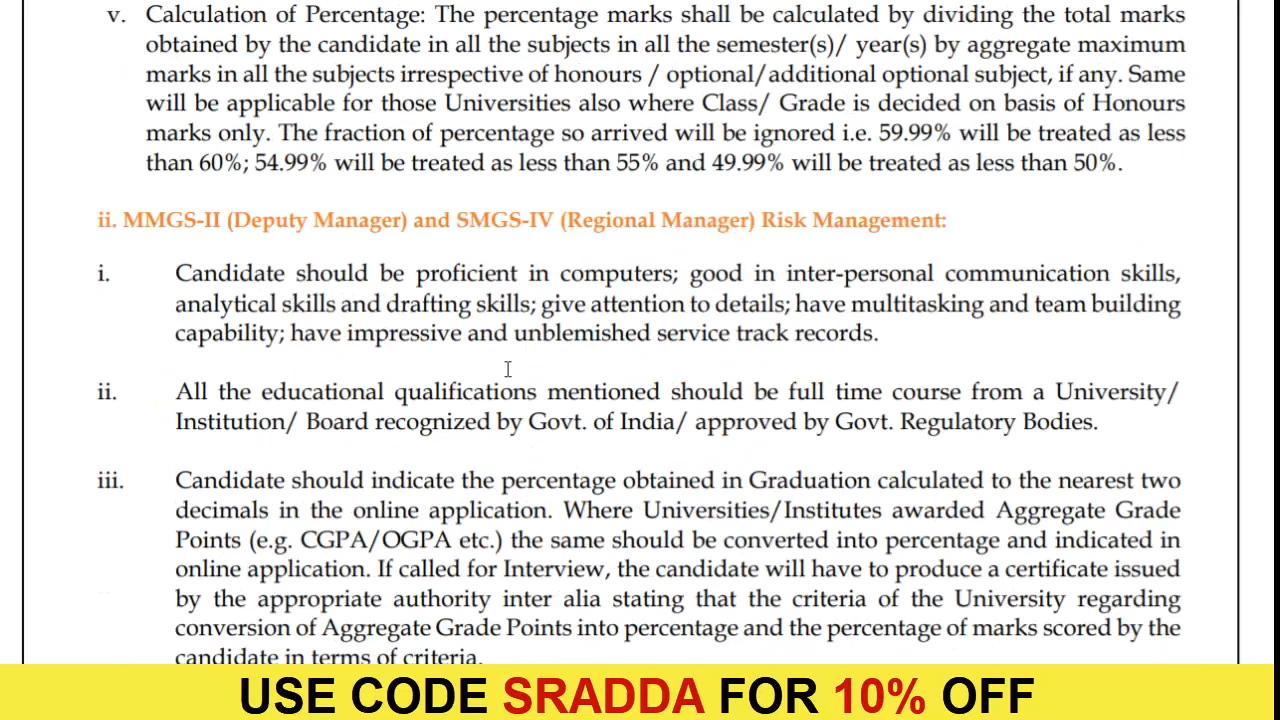 v. Calculation of Percentage: The percentage marks shall be calculated by dividing the total marks
obtained by the candidate in all the subjects in all the semester(s)/ year(s) by aggregate maximum
marks in all the subjects irrespective of honours / optional/additional optional subject, if any. Same
will be applicable for those Universities also where Class/ Grade is decided on basis of Honours
marks only. The fraction of percentage so arrived will be ignored i.e. 59.99% will be treated as less
than 60%; 54.99% will be treated as less than 55% and 49.99% will be treated as less than 50%.
ii. MMGS-II (Deputy Manager) and SMGS-IV (Regional Manager) Risk Management:
i. Candidate should be proficient in computers; good in inter-personal communication skills,
analytical skills and drafting skills; give attention to details; have multitasking and team building
capability; have impressive and unblemished service track records.
ii. All the educational qualifications mentioned should be full time course from a University/
Institution/ Board recognized by Govt. of India/ approved by Govt. Regulatory Bodies.
iii. Candidate should indicate the percentage obtained in Graduation calculated to the nearest two
decimals in the online application. Where Universities/Institutes awarded Aggregate Grade
Points (e.g. CGPA/OGPA etc.) the same should be converted into percentage and indicated in
online application. If called for Interview, the candidate will have to produce a certificate issued
by the appropriate authority inter alia stating that the criteria of the University regarding
conversion of Aggregate Grade Points into percentage and the percentage of marks scored by the
candidate in terms of criteria.
USE CODE SRADDA FOR 10% OFF